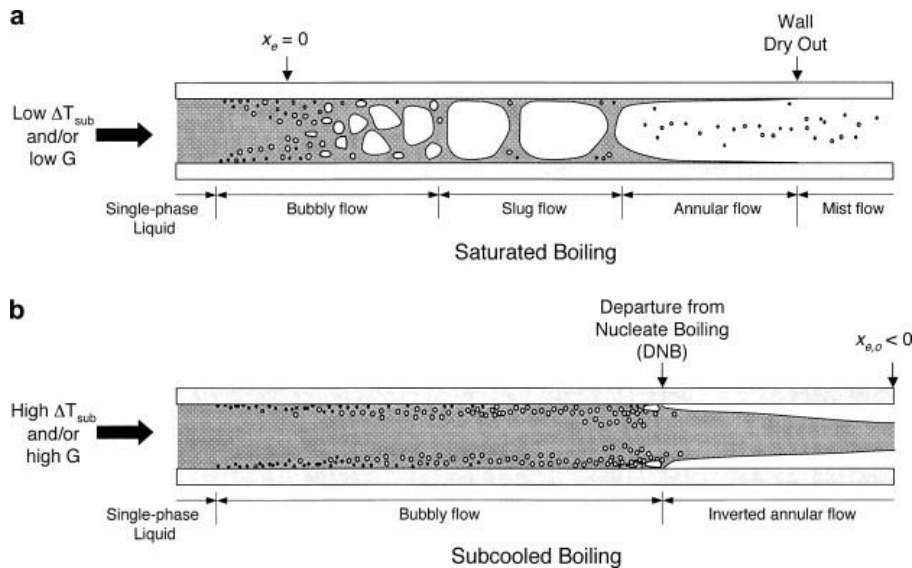 a
x_e = 0
Wall
Dry Out
Low ΔT_sub
and/or
low G
Single-phase
Liquid
Bubbly flow
Slug flow
Annular flow
Mist flow
Saturated Boiling
b
Departure from
Nucleate Boiling
(DNB)
x_e,o < 0
High ΔT_sub
and/or
high G
Single-phase
Liquid
Bubbly flow
Inverted annular flow
Subcooled Boiling